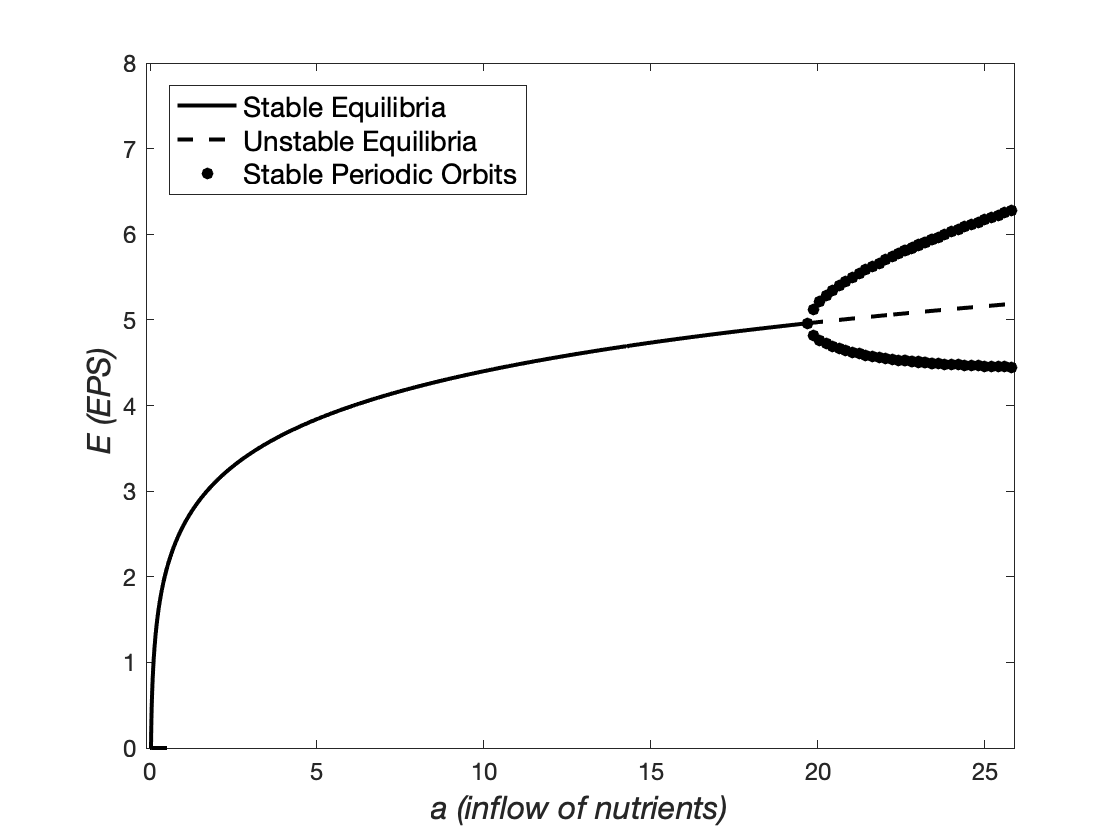 8
7
6
5
4
3
2
1
0
E (EPS)
Stable Equilibria
Unstable Equilibria
Stable Periodic Orbits
0 5 10 15 20 25
a (inflow of nutrients)